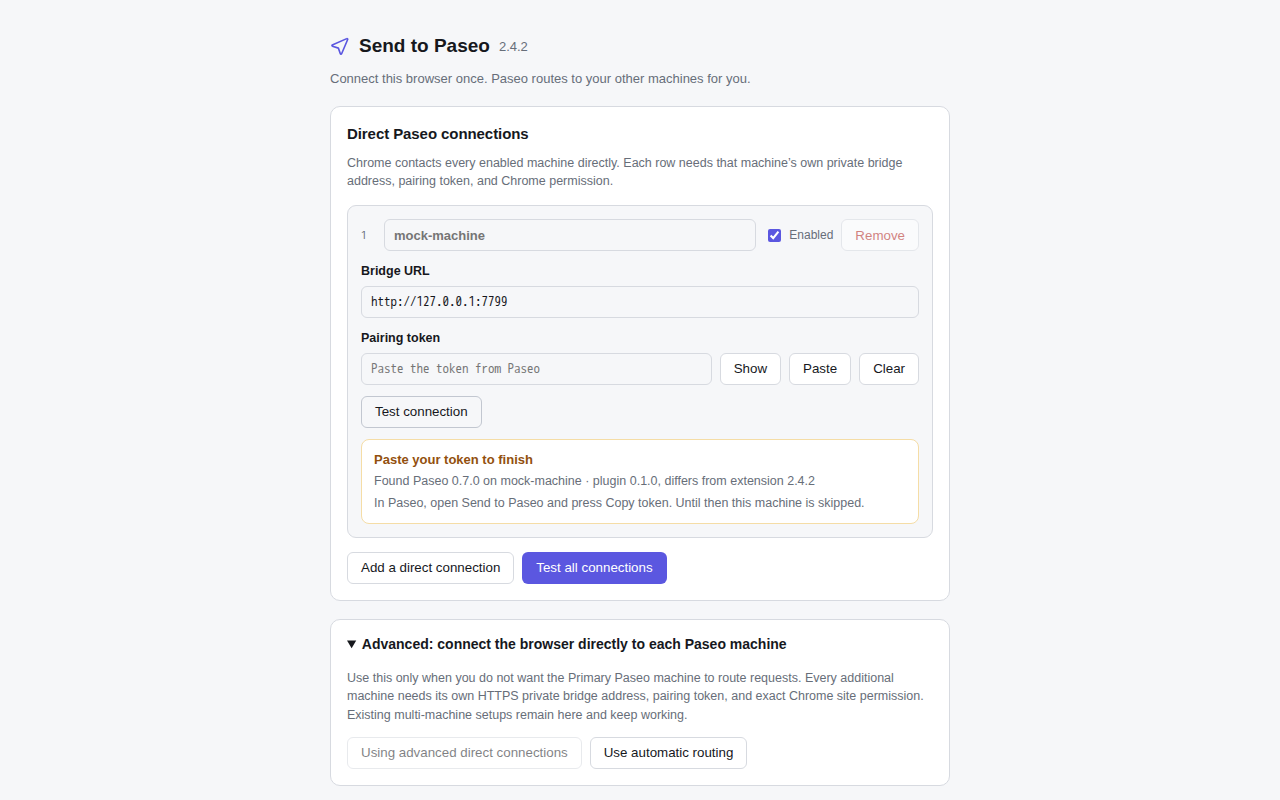 Send to Paseo 2.4.2
Connect this browser once. Paseo routes to your other machines for you.
Direct Paseo connections
Chrome contacts every enabled machine directly. Each row needs that machine’s own private bridge
address, pairing token, and Chrome permission.
1 mock-machine Enabled Remove
Bridge URL
http://127.0.0.1:7799
Pairing token
Paste the token from Paseo Show Paste Clear
Test connection
Paste your token to finish
Found Paseo 0.7.0 on mock-machine · plugin 0.1.0, differs from extension 2.4.2
In Paseo, open Send to Paseo and press Copy token. Until then this machine is skipped.
Add a direct connection Test all connections
Advanced: connect the browser directly to each Paseo machine
Use this only when you do not want the Primary Paseo machine to route requests. Every additional
machine needs its own HTTPS private bridge address, pairing token, and exact Chrome site permission.
Existing multi-machine setups remain here and keep working.
Using advanced direct connections Use automatic routing